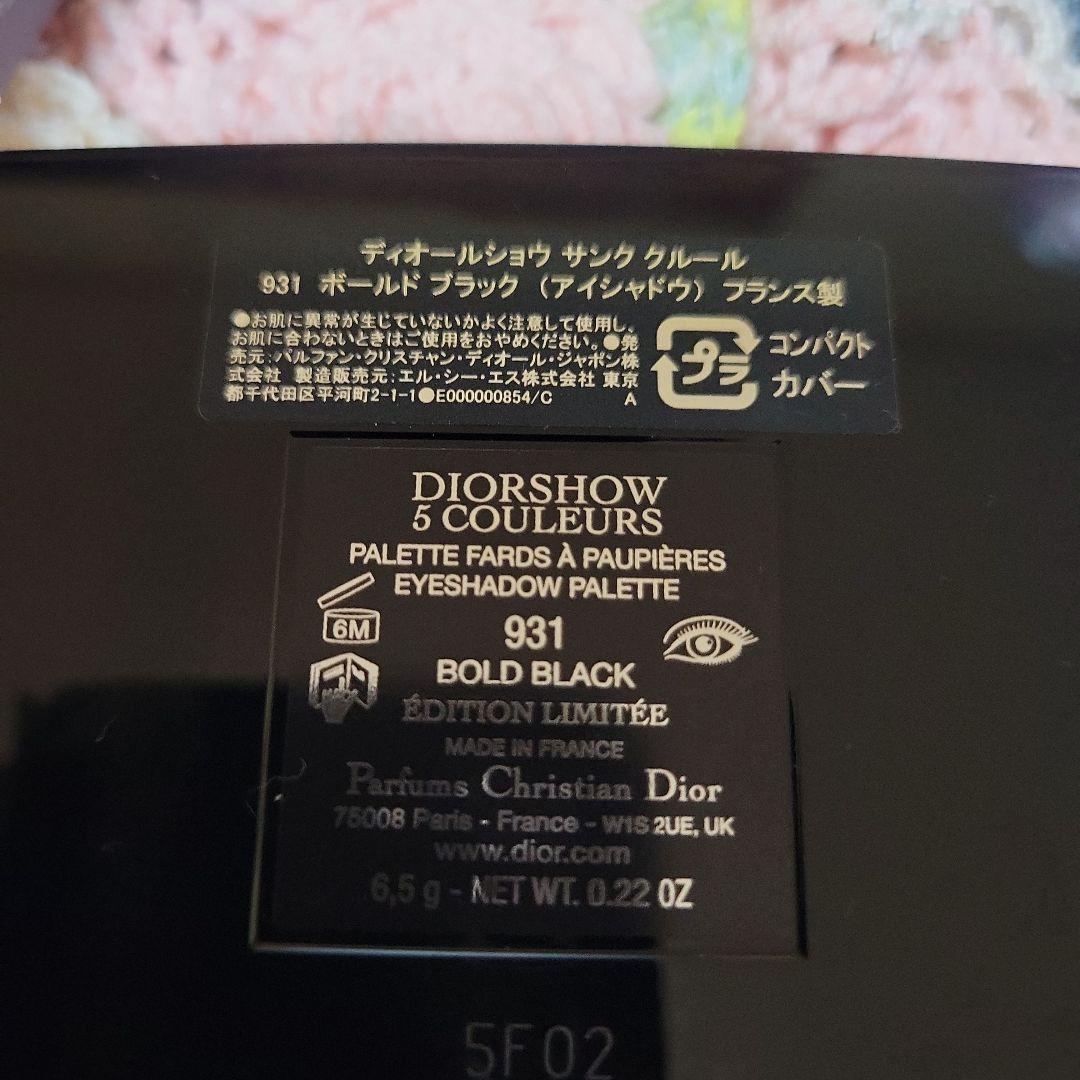 ディオールショウ サンク クルール
931 ボールド ブラック（アイシャドウ）フランス製
●お肌に異常が生じていないかよく注意して使用し、
お肌に合わないときはご使用をおやめください。●発
売元：パルファン・クリスチャン・ディオール・ジャポン株
式会社 製造販売元：エル・シー・エス株式会社 東京
都千代田区平河町2-1-1●E000000854/C A
プラ
コンパクト
カバー
DIORSHOW
5 COULEURS
PALETTE FARDS À PAUPIÈRES
EYESHADOW PALETTE
6M
931
BOLD BLACK
ÉDITION LIMITÉE
MADE IN FRANCE
Parfums Christian Dior
75008 Paris - France - W1S 2UE, UK
www.dior.com
6,5 g - NET WT. 0.22 OZ
5F02